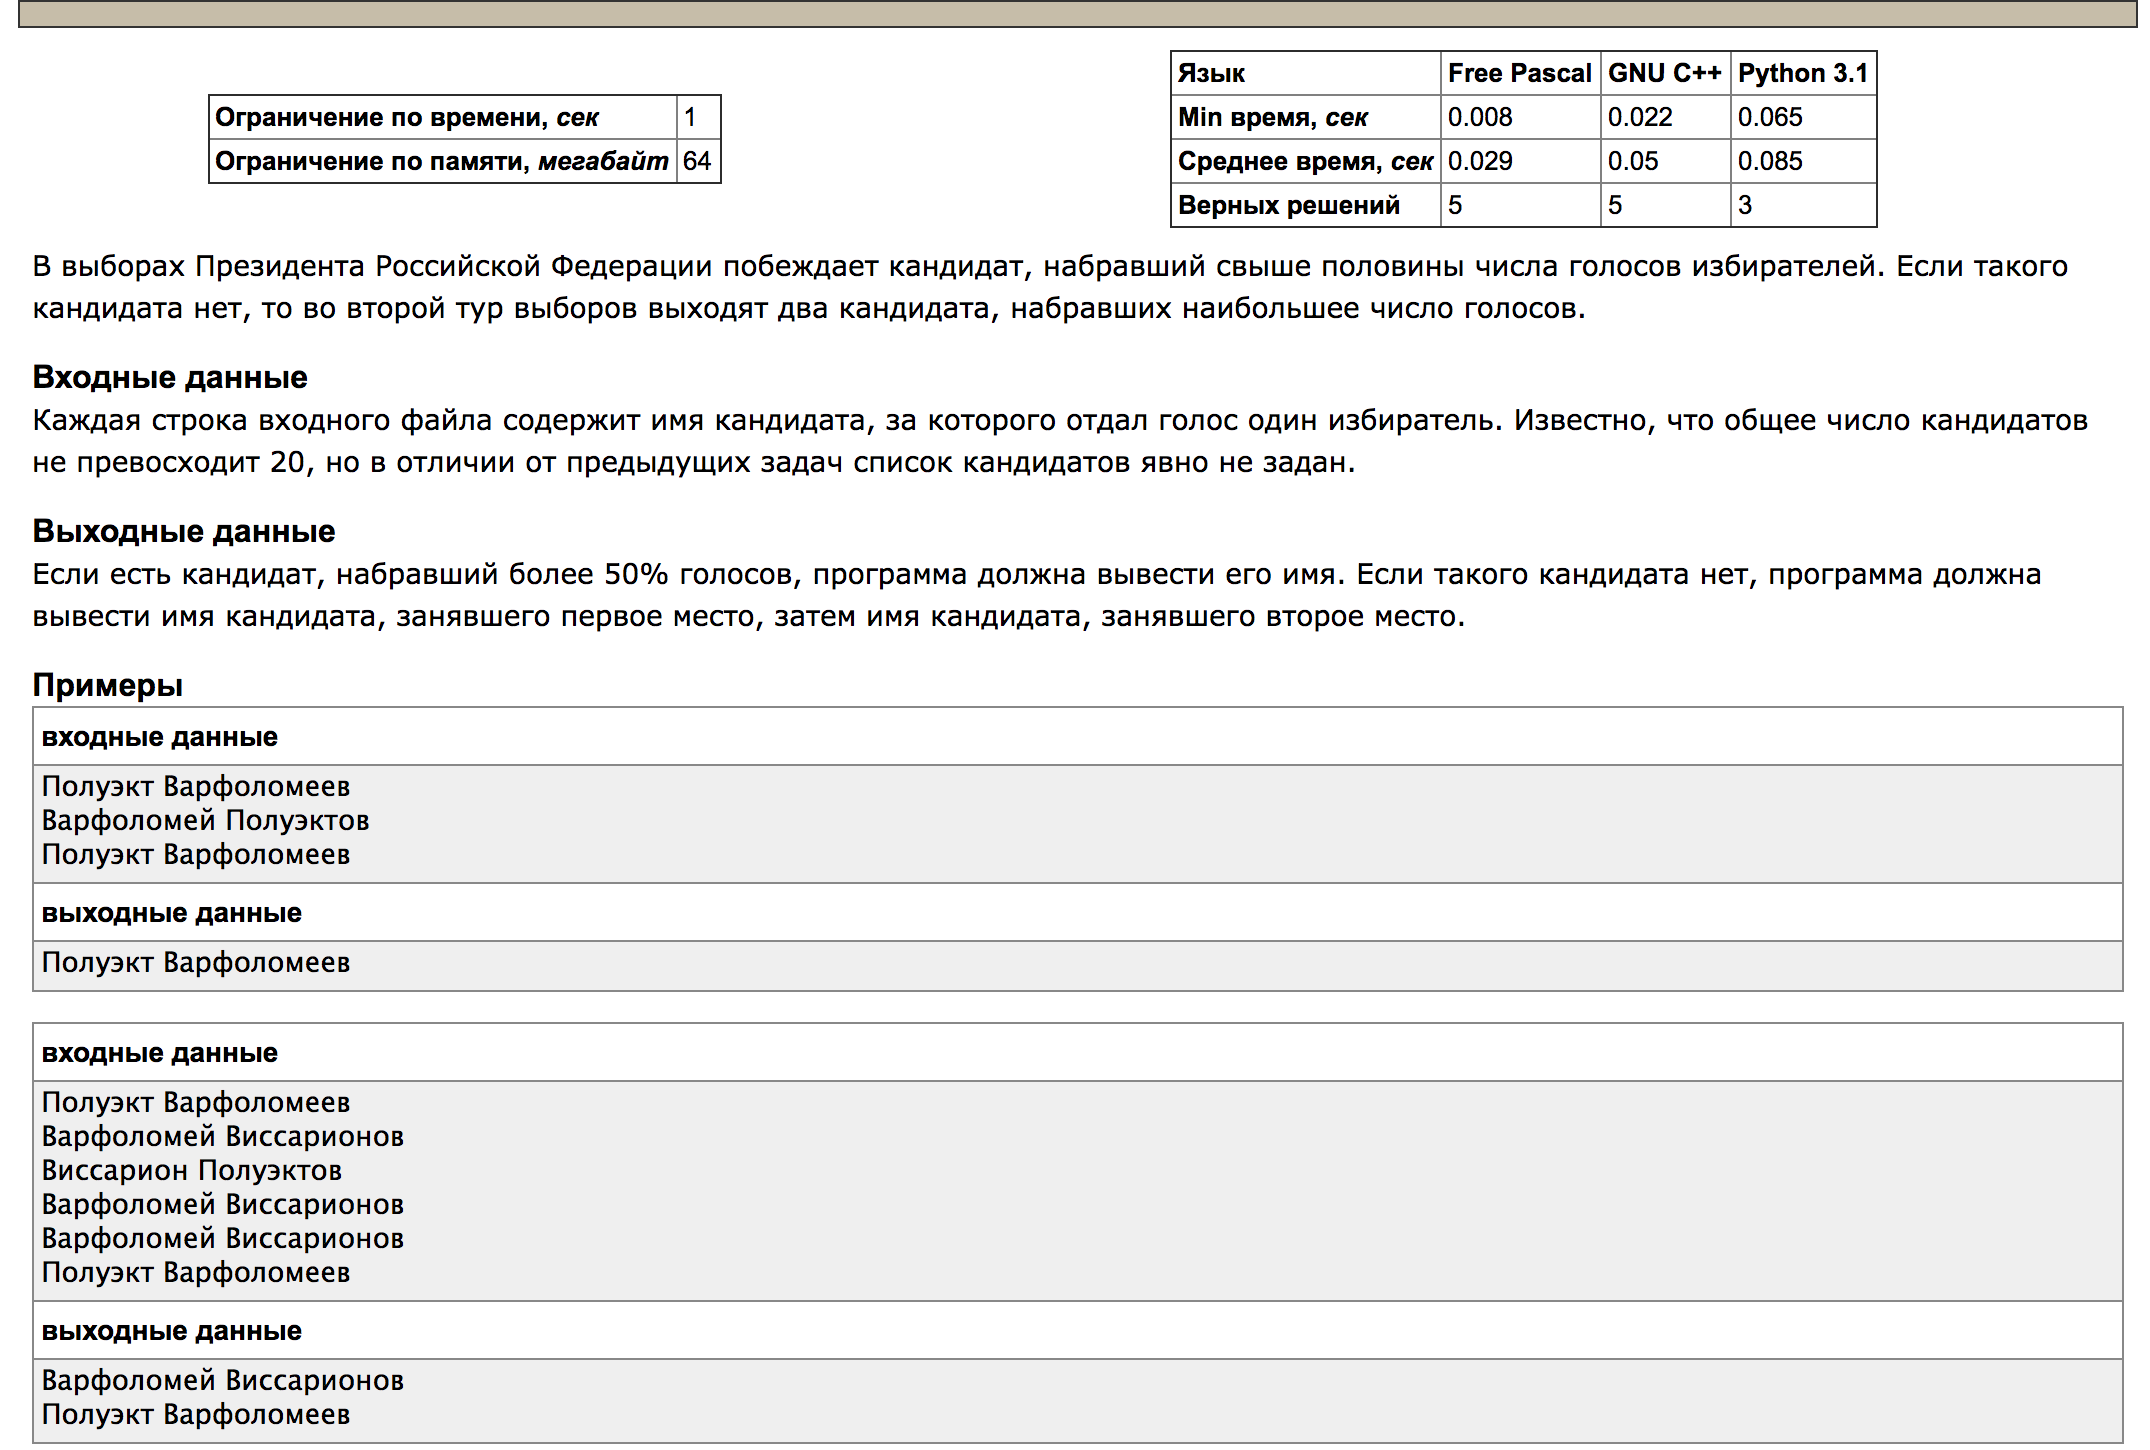 Ограничение по времени, сек 1
Ограничение по памяти, мегабайт 64
Язык Free Pascal GNU C++ Python 3.1
Min время, сек 0.008 0.022 0.065
Среднее время, сек 0.029 0.05 0.085
Верных решений 5 5 3
В выборах Президента Российской Федерации побеждает кандидат, набравший свыше половины числа голосов избирателей. Если такого
кандидата нет, то во второй тур выборов выходят два кандидата, набравших наибольшее число голосов.
Входные данные
Каждая строка входного файла содержит имя кандидата, за которого отдал голос один избиратель. Известно, что общее число кандидатов
не превосходит 20, но в отличии от предыдущих задач список кандидатов явно не задан.
Выходные данные
Если есть кандидат, набравший более 50% голосов, программа должна вывести его имя. Если такого кандидата нет, программа должна
вывести имя кандидата, занявшего первое место, затем имя кандидата, занявшего второе место.
Примеры
входные данные
Полуэкт Варфоломеев
Варфоломей Полуэктов
Полуэкт Варфоломеев
выходные данные
Полуэкт Варфоломеев
входные данные
Полуэкт Варфоломеев
Варфоломей Виссарионов
Виссарион Полуэктов
Варфоломей Виссарионов
Варфоломей Виссарионов
Полуэкт Варфоломеев
выходные данные
Варфоломей Виссарионов
Полуэкт Варфоломеев